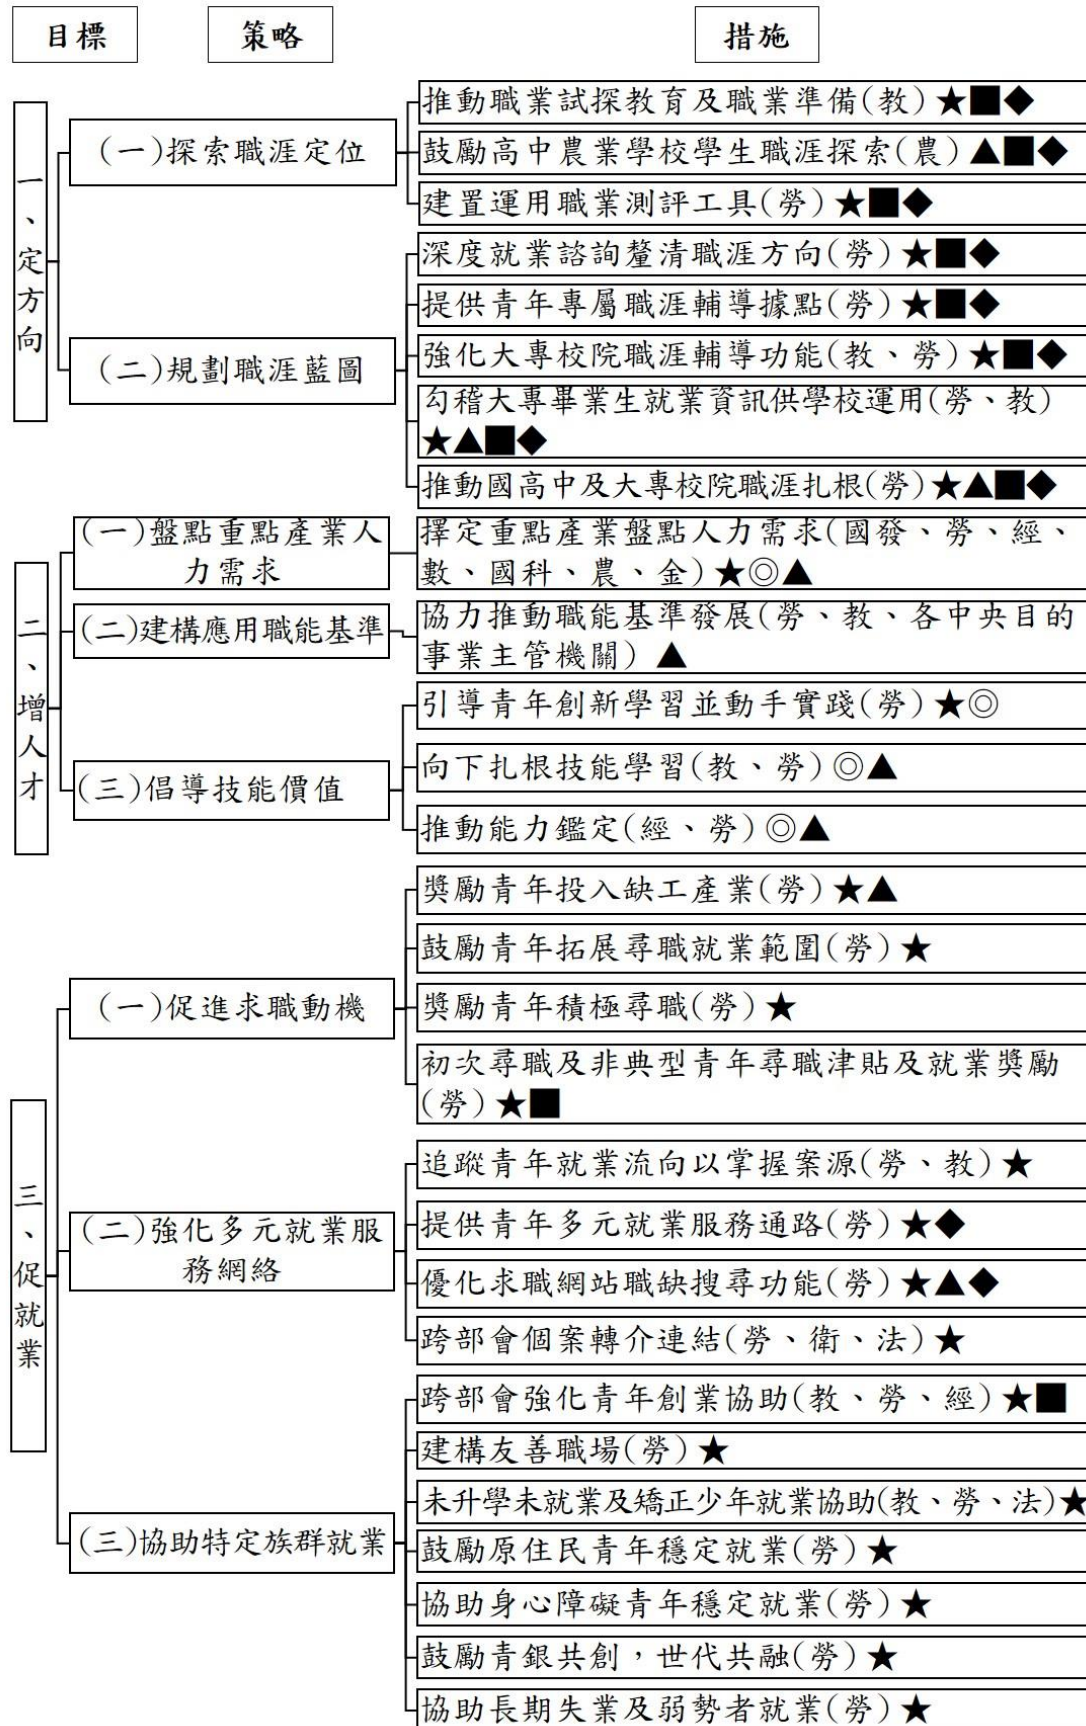 目標 策略 措施
一、定方向
(一)探索職涯定位
推動職業試探教育及職業準備(教)★■◆
鼓勵高中農業學校學生職涯探索(農)▲■◆
建置運用職業測評工具(勞)★■◆
(二)規劃職涯藍圖
深度就業諮詢釐清職涯方向(勞)★■◆
提供青年專屬職涯輔導據點(勞)★■◆
強化大專校院職涯輔導功能(教、勞)★■◆
勾稽大專畢業生就業資訊供學校運用(勞、教)
★▲■◆
推動國高中及大專校院職涯扎根(勞)★▲■◆
二、增人才
(一)盤點重點產業人
力需求
擇定重點產業盤點人力需求(國發、勞、經、
數、國科、農、金)★◎▲
(二)建構應用職能基準
協力推動職能基準發展(勞、教、各中央目的
事業主管機關)▲
(三)倡導技能價值
引導青年創新學習並動手實踐(勞)★◎
向下扎根技能學習(教、勞)◎▲
推動能力鑑定(經、勞)◎▲
三、促就業
(一)促進求職動機
獎勵青年投入缺工產業(勞)★▲
鼓勵青年拓展尋職就業範圍(勞)★
獎勵青年積極尋職(勞)★
初次尋職及非典型青年尋職津貼及就業獎勵
(勞)★■
(二)強化多元就業服
務網絡
追蹤青年就業流向以掌握案源(勞、教)★
提供青年多元就業服務通路(勞)★◆
優化求職網站職缺搜尋功能(勞)★▲◆
跨部會個案轉介連結(勞、衛、法)★
(三)協助特定族群就業
跨部會強化青年創業協助(教、勞、經)★■
建構友善職場(勞)★
未升學未就業及矯正少年就業協助(教、勞、法)★
鼓勵原住民青年穩定就業(勞)★
協助身心障礙青年穩定就業(勞)★
鼓勵青銀共創，世代共融(勞)★
協助長期失業及弱勢者就業(勞)★